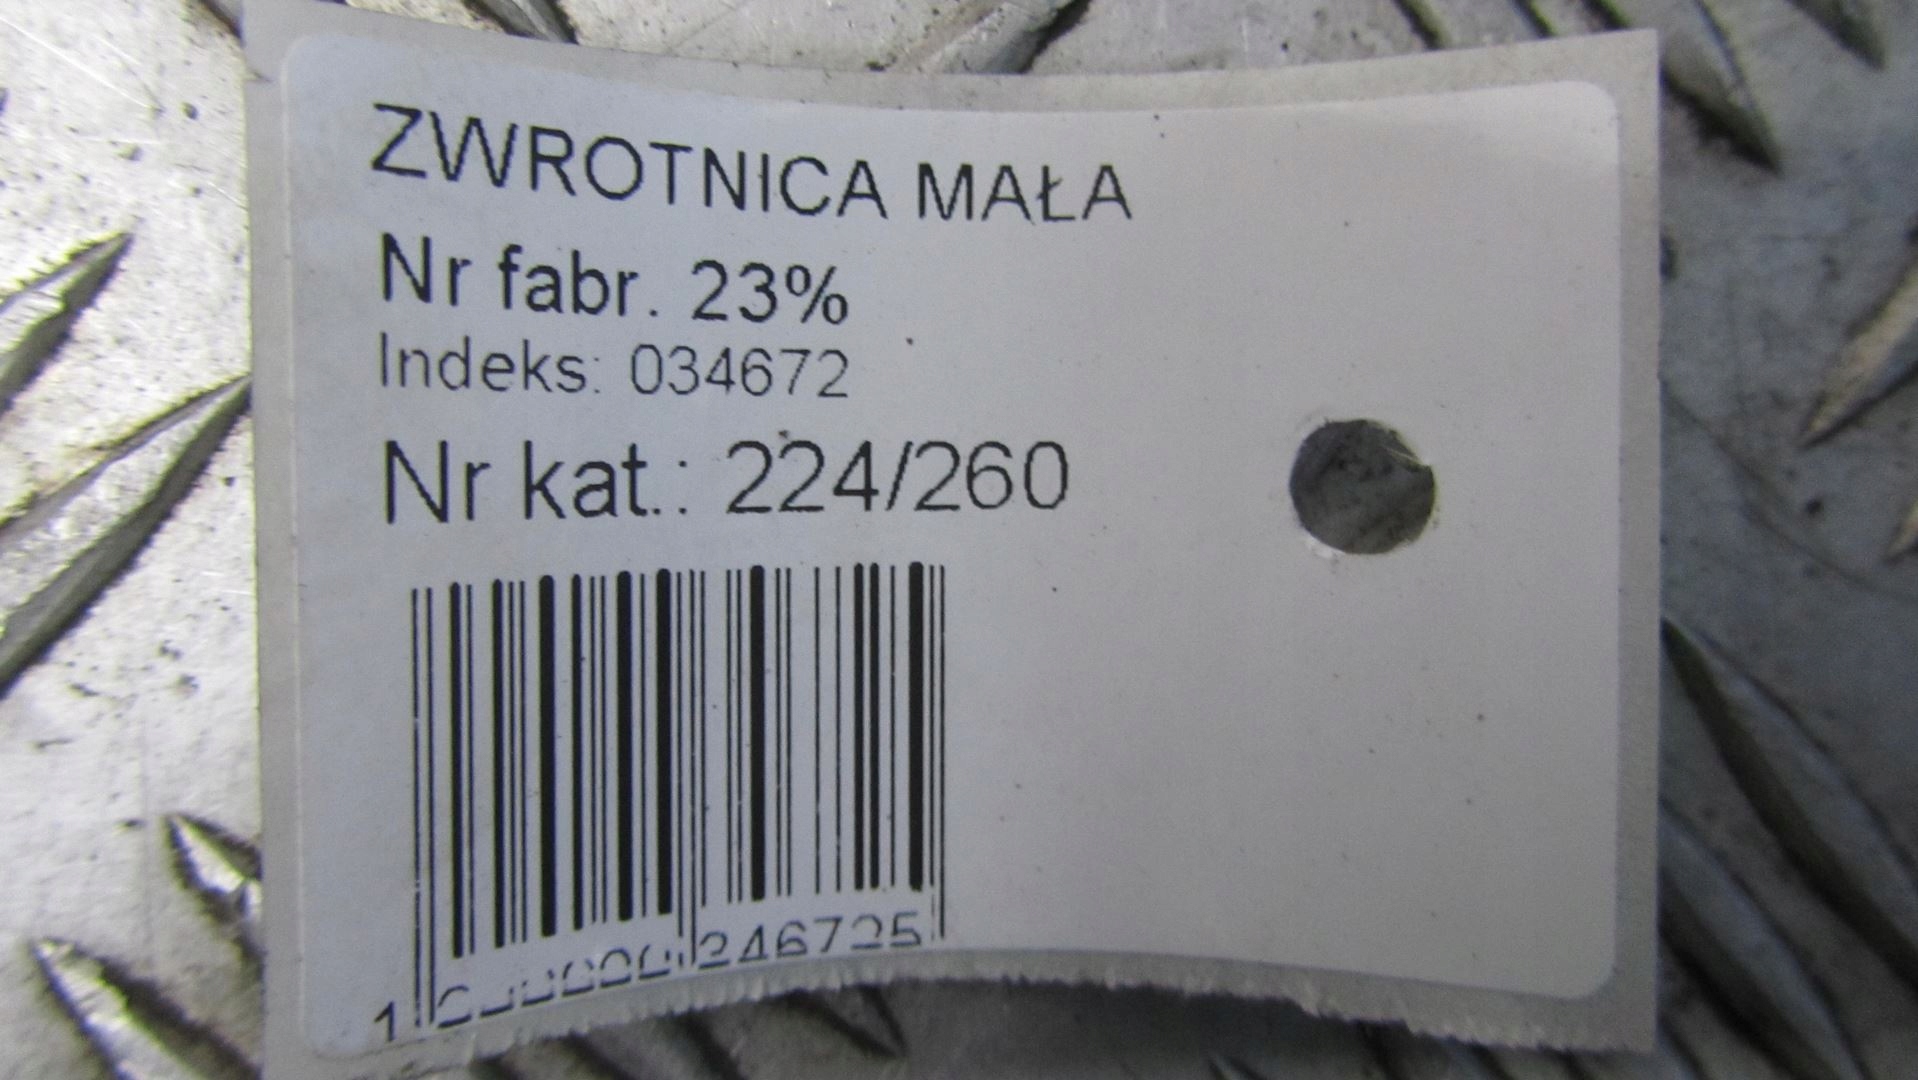 ZWROTNICA MAŁA
Nr fabr. 23%
Indeks: 034672
Nr kat.: 224/260